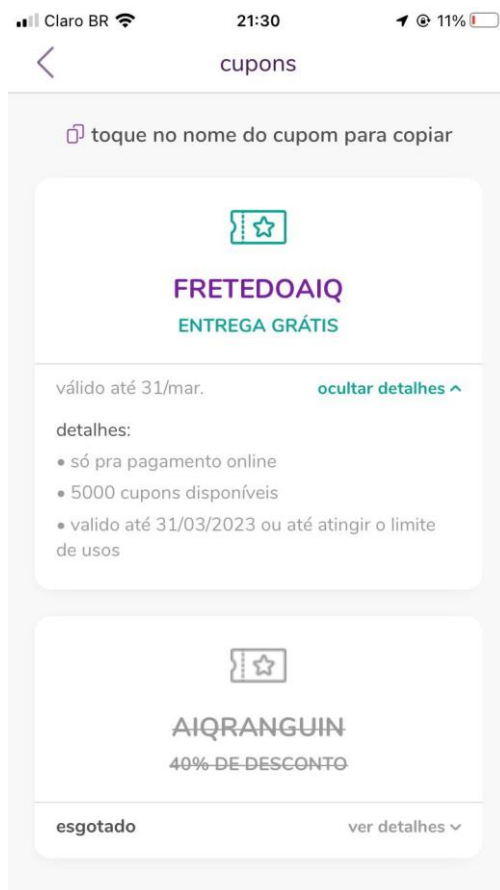 Claro BR 21:30 11%
cupons
toque no nome do cupom para copiar
FRETEDOAIQ
ENTREGA GRÁTIS
válido até 31/mar. ocultar detalhes
detalhes:
• só pra pagamento online
• 5000 cupons disponíveis
• valido até 31/03/2023 ou até atingir o limite
de usos
AIQRANGUIN
40% DE DESCONTO
esgotado ver detalhes